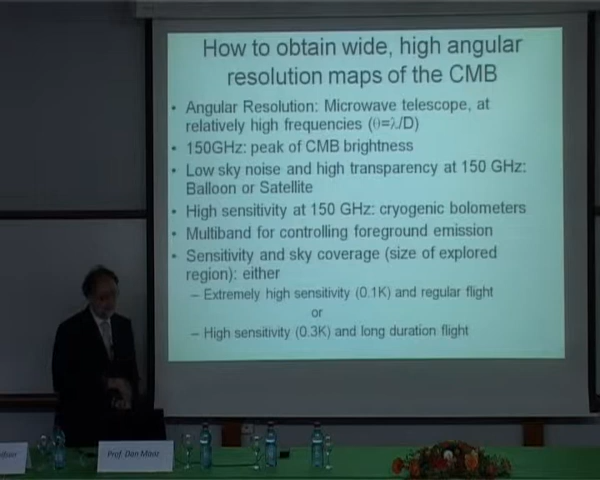 How to obtain wide, high angular
resolution maps of the CMB
• Angular Resolution: Microwave telescope, at
relatively high frequencies (θ=λ/D)
• 150GHz: peak of CMB brightness
• Low sky noise and high transparency at 150 GHz:
Balloon or Satellite
• High sensitivity at 150 GHz: cryogenic bolometers
• Multiband for controlling foreground emission
• Sensitivity and sky coverage (size of explored
region): either
– Extremely high sensitivity (0.1K) and regular flight
or
– High sensitivity (0.3K) and long duration flight
Prof. Dan Maoz